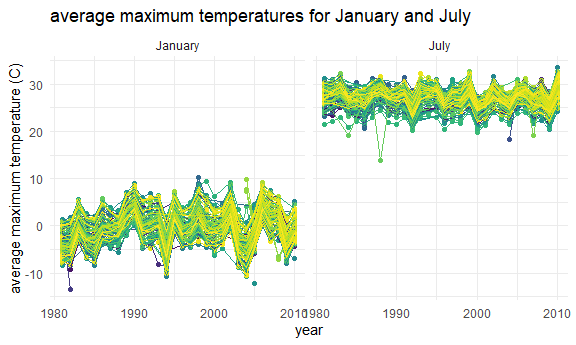 average maximum temperatures for January and July
January
July
average maximum temperature (C)
30
20
10
0
-10
1980
1990
2000
2010
1980
1990
2000
2010
year